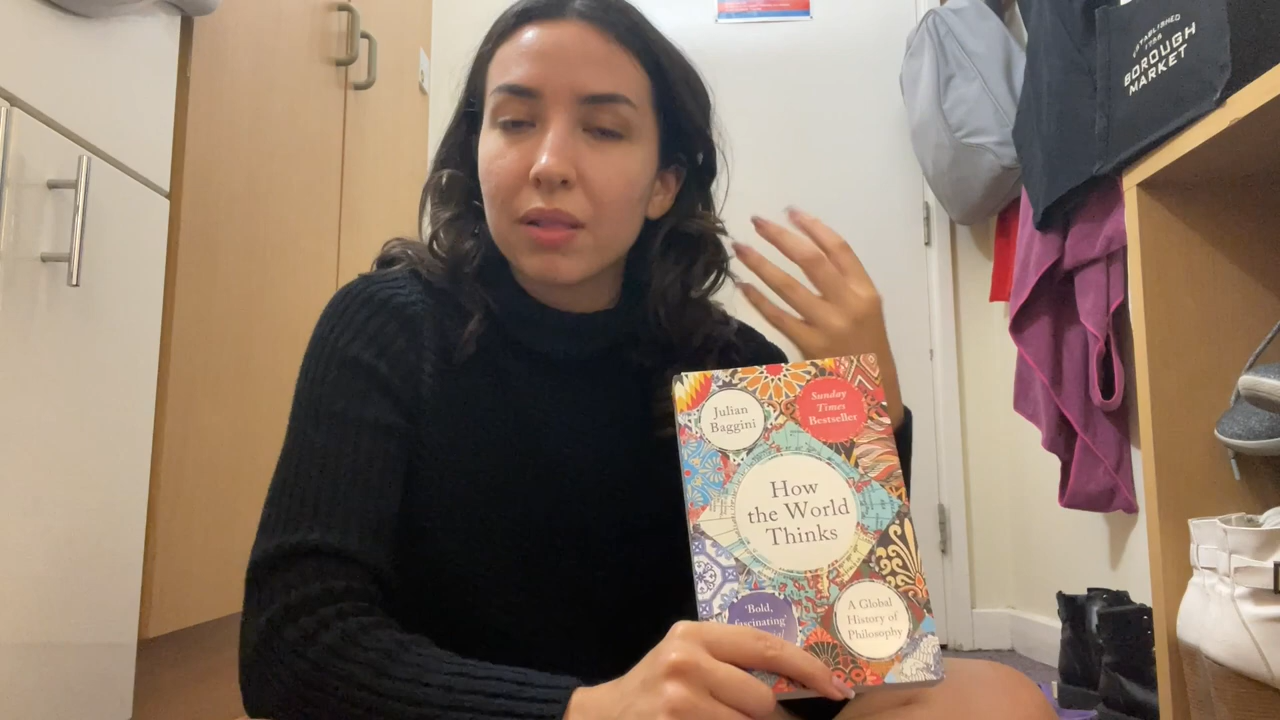 ESTABLISHED
BOROUGH
MARKET
Julian
Baggini
Sunday
Times
Bestseller
How
the World
Thinks
'Bold,
fascinating'
A Global
History of
Philosophy